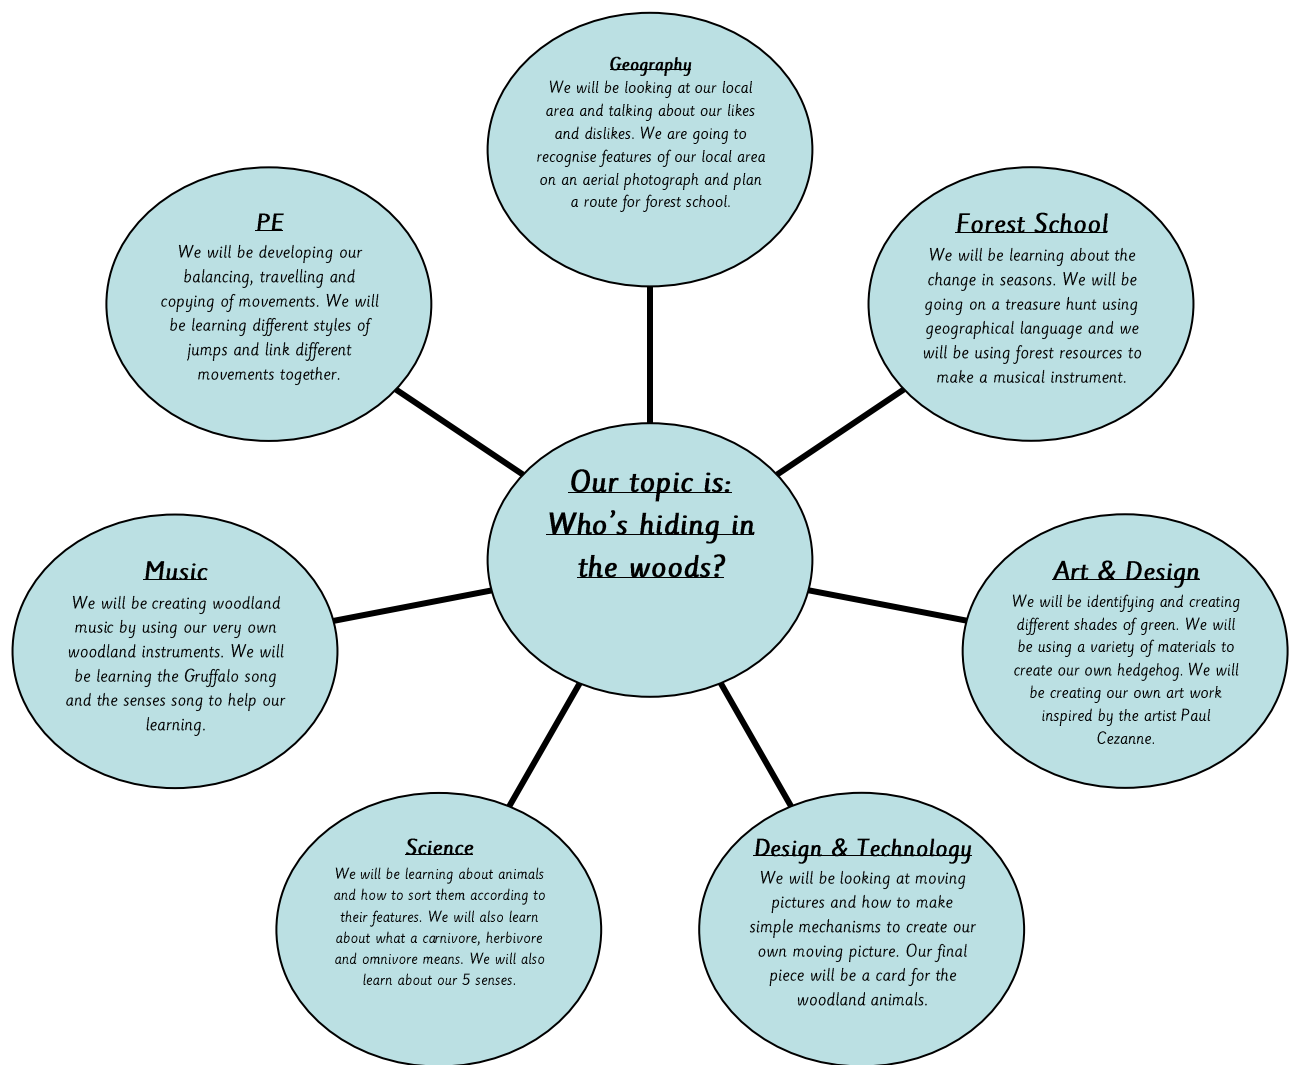 Geography
We will be looking at our local
area and talking about our likes
and dislikes. We are going to
recognise features of our local area
on an aerial photograph and plan
a route for forest school.
PE
We will be developing our
balancing, travelling and
copying of movements. We will
be learning different styles of
jumps and link different
movements together.
Forest School
We will be learning about the
change in seasons. We will be
going on a treasure hunt using
geographical language and we
will be using forest resources to
make a musical instrument.
Our topic is:
Who's hiding in
the woods?
Music
We will be creating woodland
music by using our very own
woodland instruments. We will
be learning the Gruffalo song
and the senses song to help our
learning.
Art & Design
We will be identifying and creating
different shades of green. We will
be using a variety of materials to
create our own hedgehog. We will
be creating our own art work
inspired by the artist Paul
Cezanne.
Science
We will be learning about animals
and how to sort them according to
their features. We will also learn
about what a carnivore, herbivore
and omnivore means. We will also
learn about our 5 senses.
Design & Technology
We will be looking at moving
pictures and how to make
simple mechanisms to create our
own moving picture. Our final
piece will be a card for the
woodland animals.